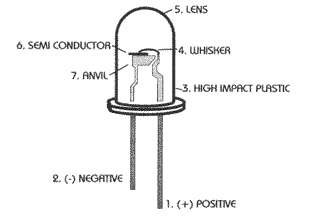 5. LENS
6. SEMI CONDUCTOR
4. WHISKER
7. ANVIL
3. HIGH IMPACT PLASTIC
2. (-) NEGATIVE
1. (+) POSITIVE